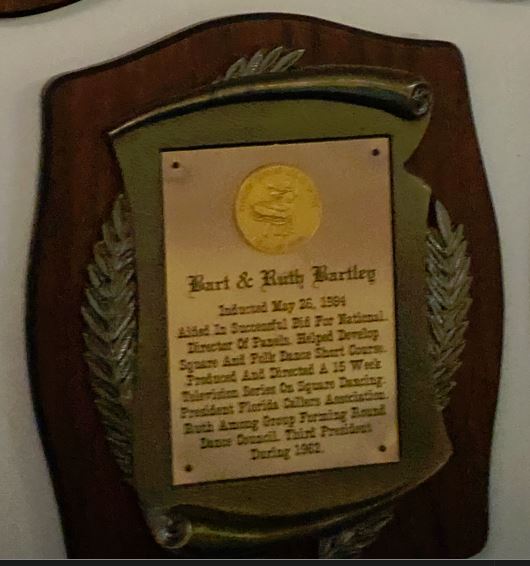 Bart & Ruth Bartley
Inducted May 26, 1984
Aided In Successful Bid For National.
Director Of Panels. Helped Develop
Square And Folk Dance Short Course.
Produced And Directed A 15 Week
Television Series On Square Dancing.
President Florida Callers Association.
Ruth Among Group Forming Round
Dance Council. Third President
During 1962.